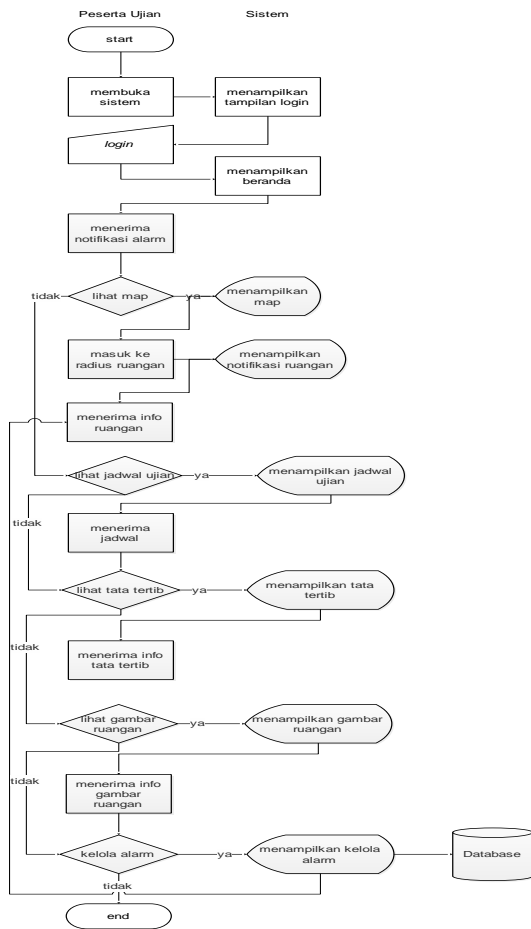 Peserta Ujian Sistem
start
membuka
sistem
menampilkan
tampilan login
login
menampilkan
beranda
menerima
notifikasi alarm
tidak
lihat map
ya
menampilkan
map
masuk ke
radius ruangan
menampilkan
notifikasi ruangan
menerima info
ruangan
lihat jadwal ujian
ya
menampilkan jadwal
ujian
tidak
menerima
jadwal
lihat tata tertib
ya
menampilkan tata
tertib
tidak
menerima info
tata tertib
lihat gambar
ruangan
ya
menampilkan gambar
ruangan
tidak
menerima info
gambar
ruangan
kelola alarm
ya
menampilkan kelola
alarm
Database
tidak
end